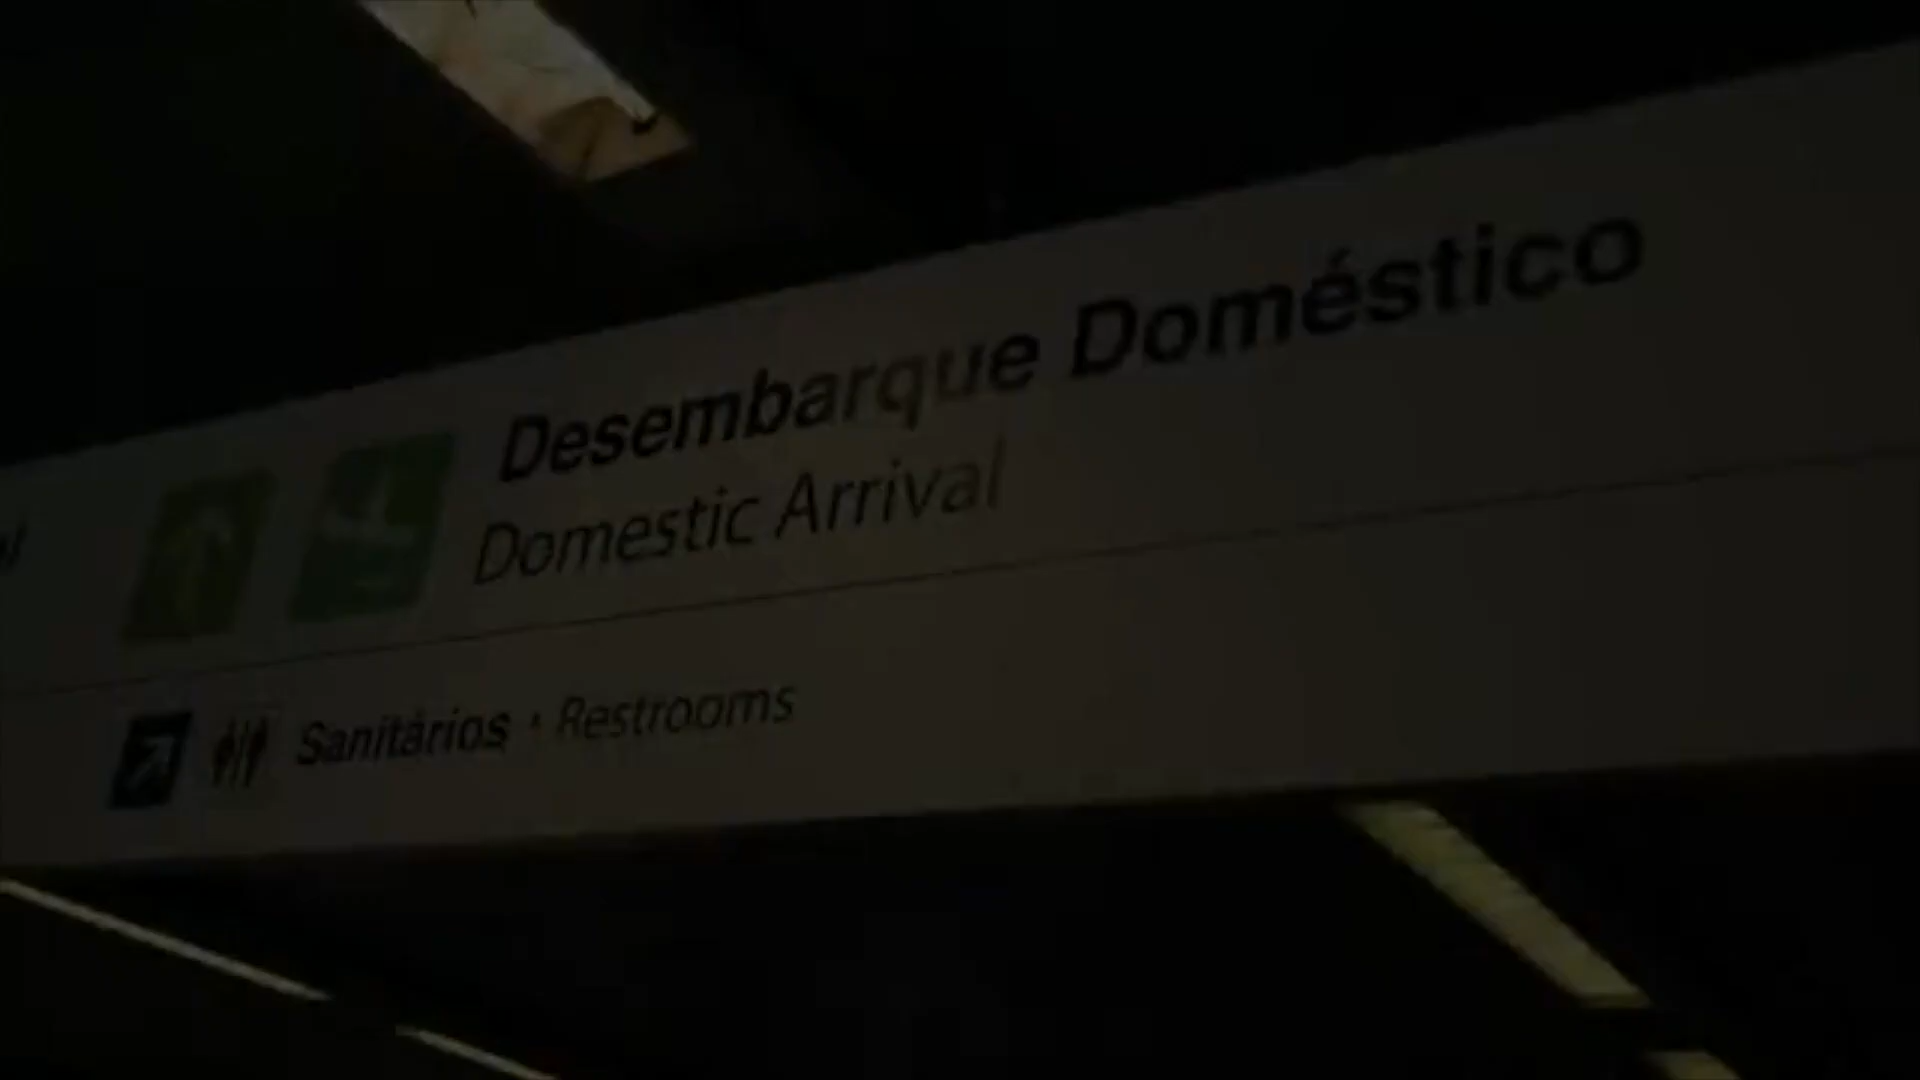 Desembarque Doméstico
Domestic Arrival
Sanitários · Restrooms